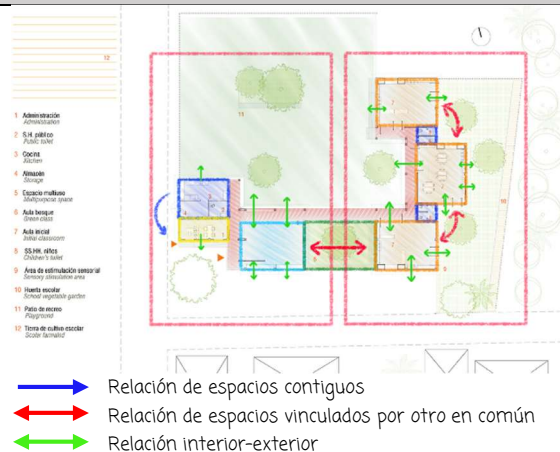 12
1 Administración
Administration
2 S.H. público
Public toilet
3 Cocina
Kitchen
4 Almacén
Storage
5 Espacio multiuso
Multipurpose space
6 Aula bosque
Green class
7 Aula inicial
Initial classroom
8 SS.HH. niños
Children's toilet
9 Area de estimulación sensorial
Sensory stimulation area
10 Huerta escolar
School vegetable garden
11 Patio de recreo
Playground
12 Tierra de cultivo escolar
11
10
Relación de espacios contiguos
Relación de espacios vinculados por otro en común
Relación interior-exterior